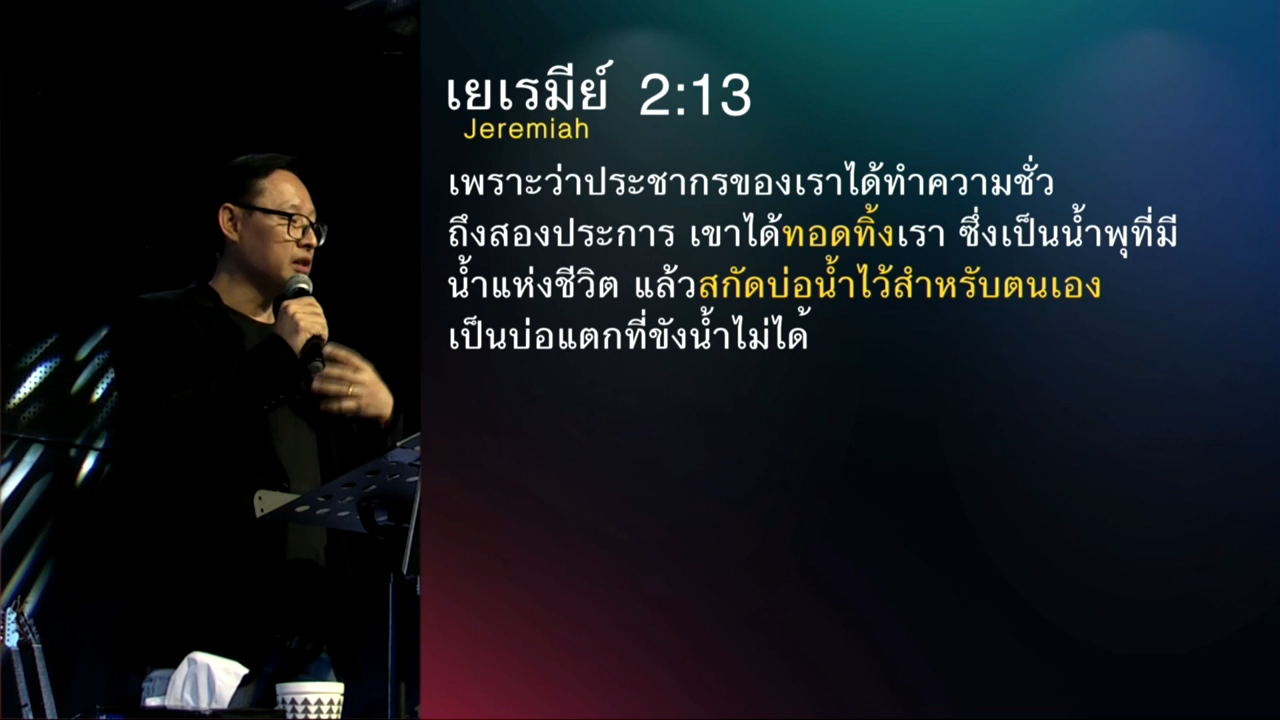 เยเรมีย์ 2:13
Jeremiah
เพราะว่าประชากรของเราได้ทำความชั่ว
ถึงสองประการ เขาได้ทอดทิ้งเรา ซึ่งเป็นน้ำพุที่มี
น้ำแห่งชีวิต แล้วสกัดบ่อน้ำไว้สำหรับตนเอง
เป็นบ่อแตกที่ขังน้ำไม่ได้